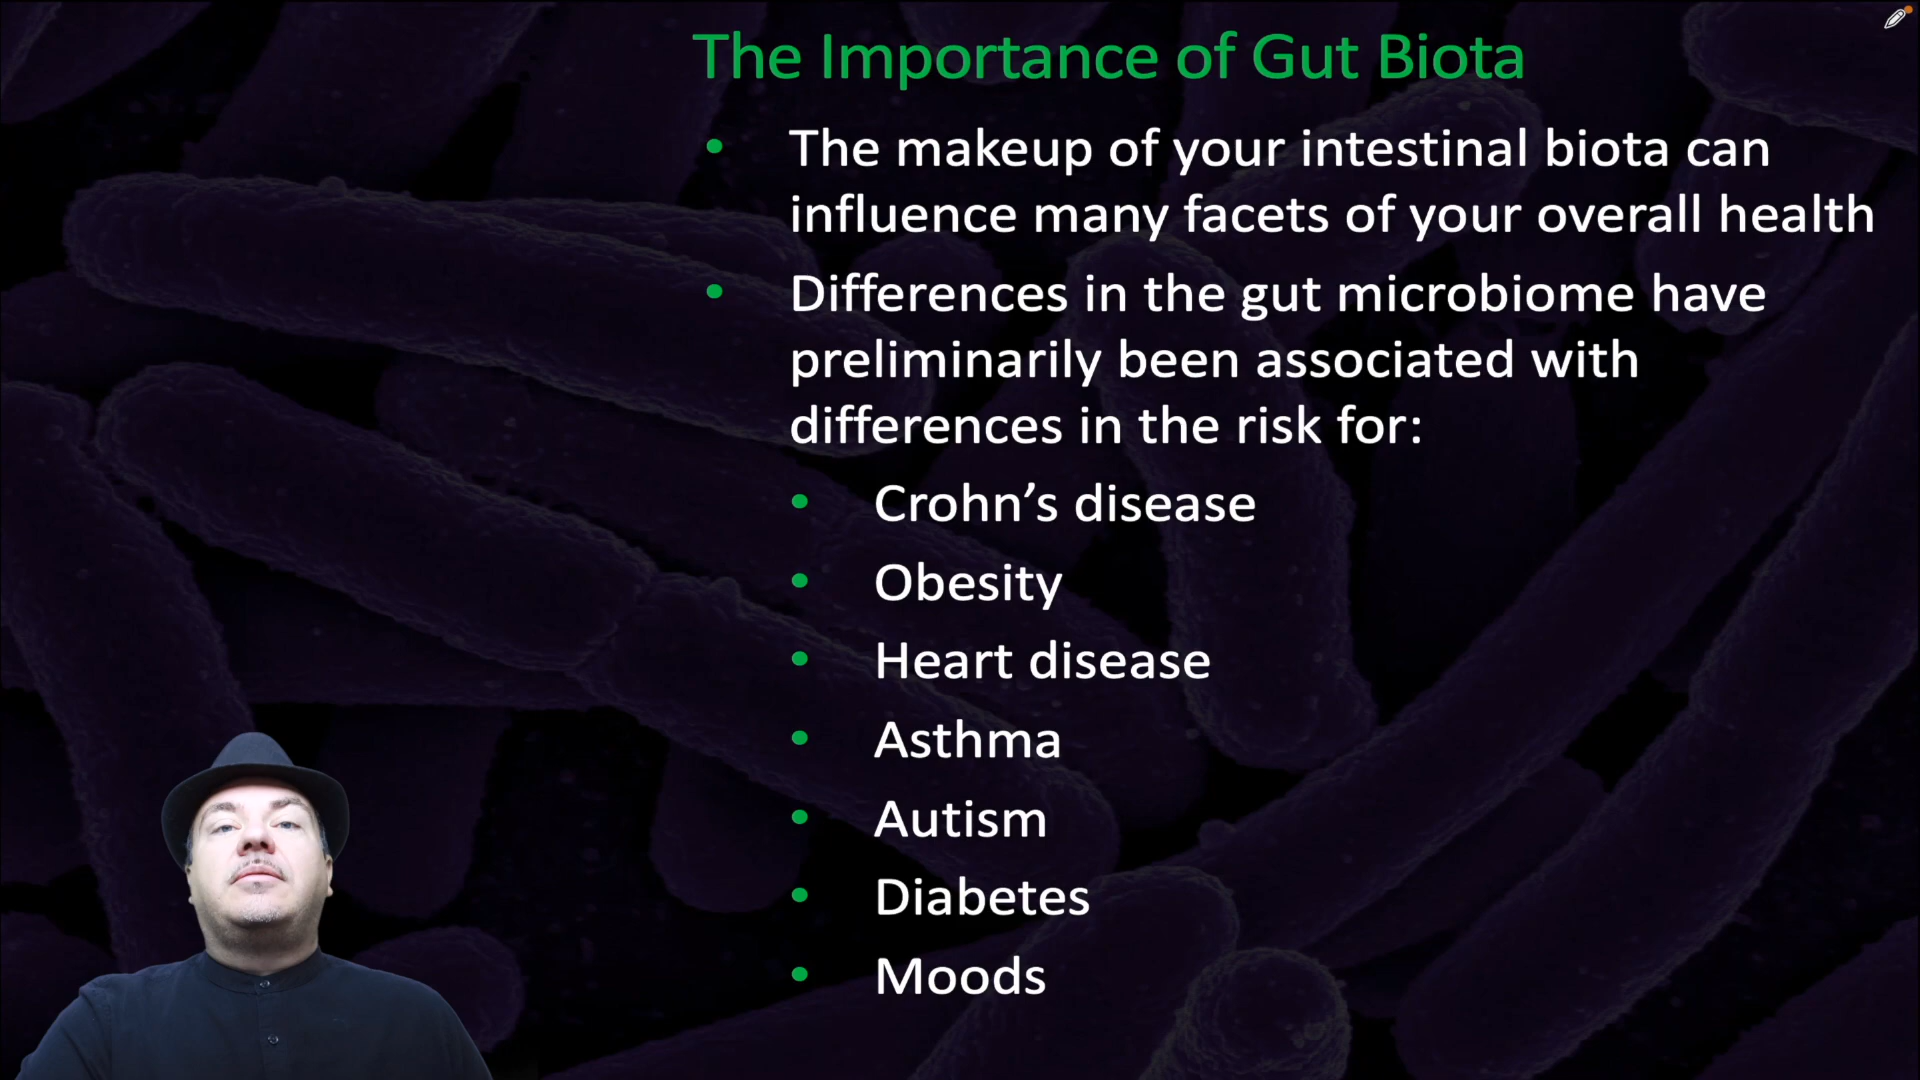 The Importance of Gut Biota
• The makeup of your intestinal biota can
influence many facets of your overall health
• Differences in the gut microbiome have
preliminarily been associated with
differences in the risk for:
• Crohn’s disease
• Obesity
• Heart disease
• Asthma
• Autism
• Diabetes
• Moods